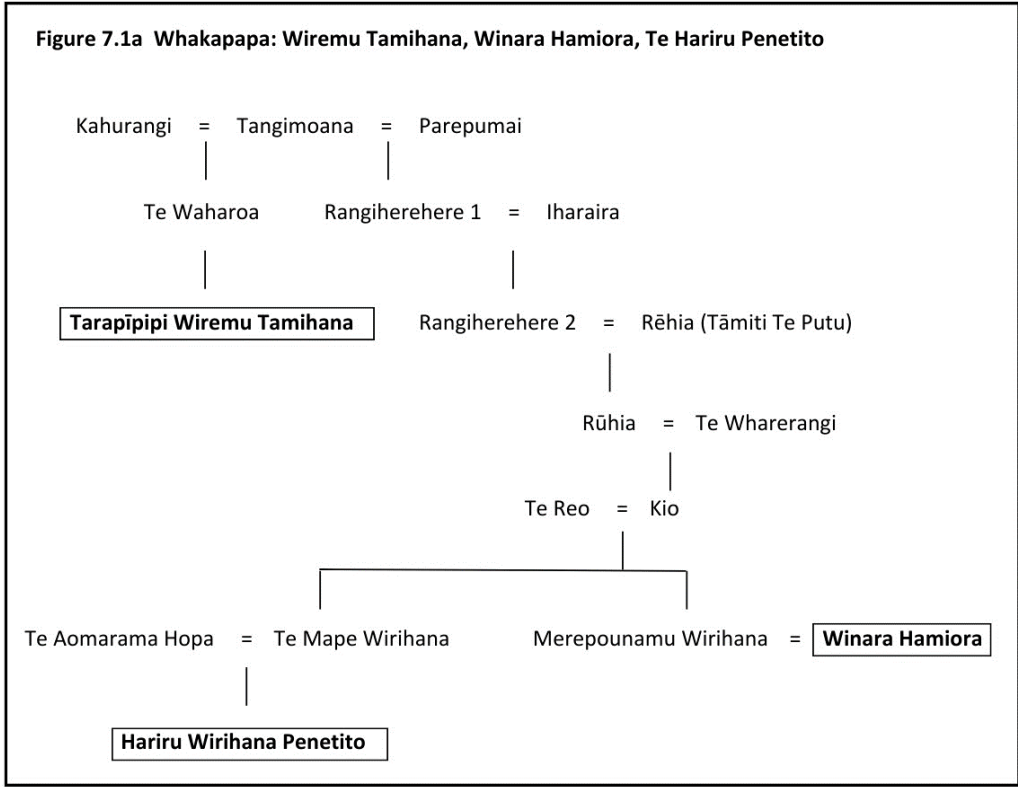 Figure 7.1a Whakapapa: Wiremu Tamihana, Winara Hamiora, Te Hariru Penetito
Kahurangi = Tangimoana = Parepumai
Te Waharoa Rangiherehere 1 = Iharaira
Tarapīpipi Wiremu Tamihana Rangiherehere 2 = Rēhia (Tāmiti Te Putu)
Rūhia = Te Wharerangi
Te Reo = Kio
Te Aomarama Hopa = Te Mape Wirihana Merepounamu Wirihana = Winara Hamiora
Hariru Wirihana Penetito